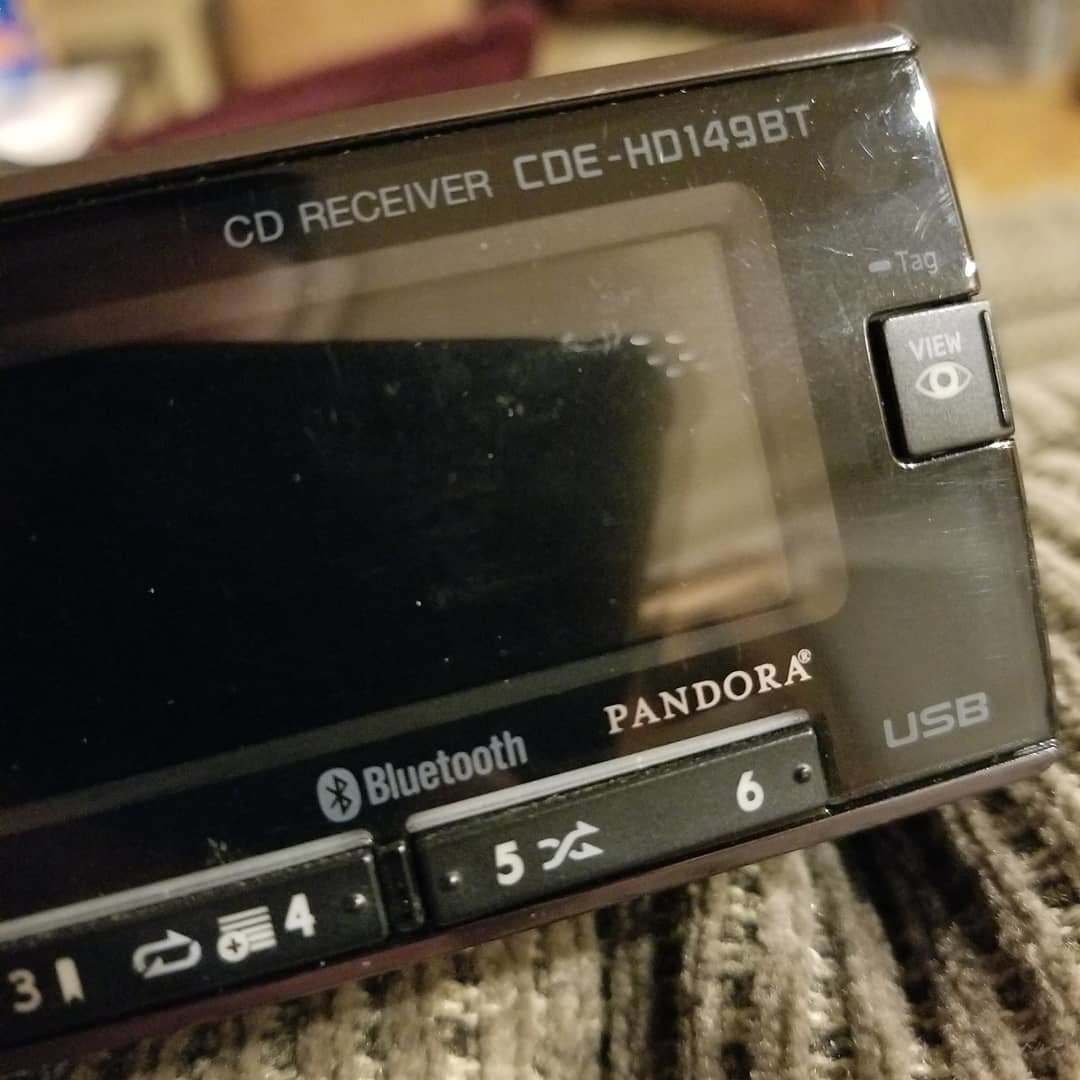 CD RECEIVER CDE-HD149BT
Tag
VIEW
PANDORA®
USB
Bluetooth
3 4 5 6